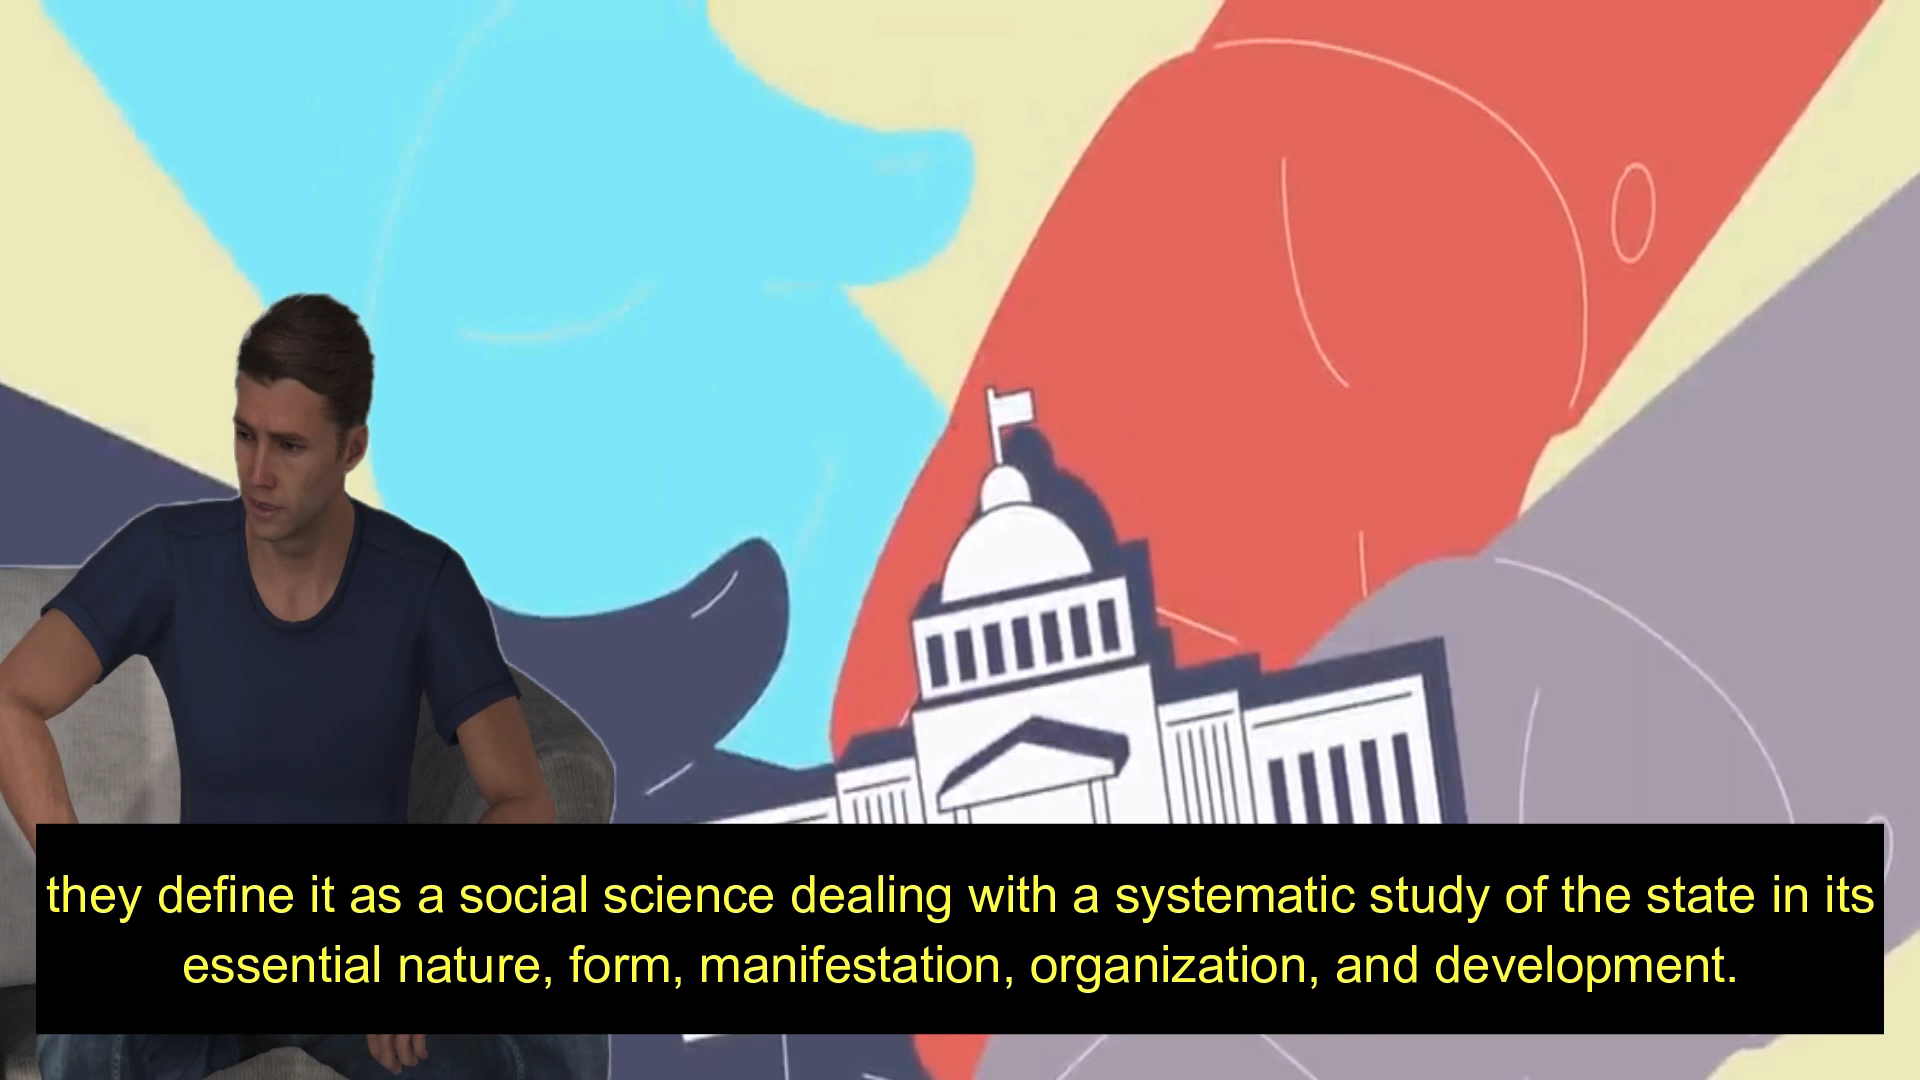 they define it as a social science dealing with a systematic study of the state in its
essential nature, form, manifestation, organization, and development.